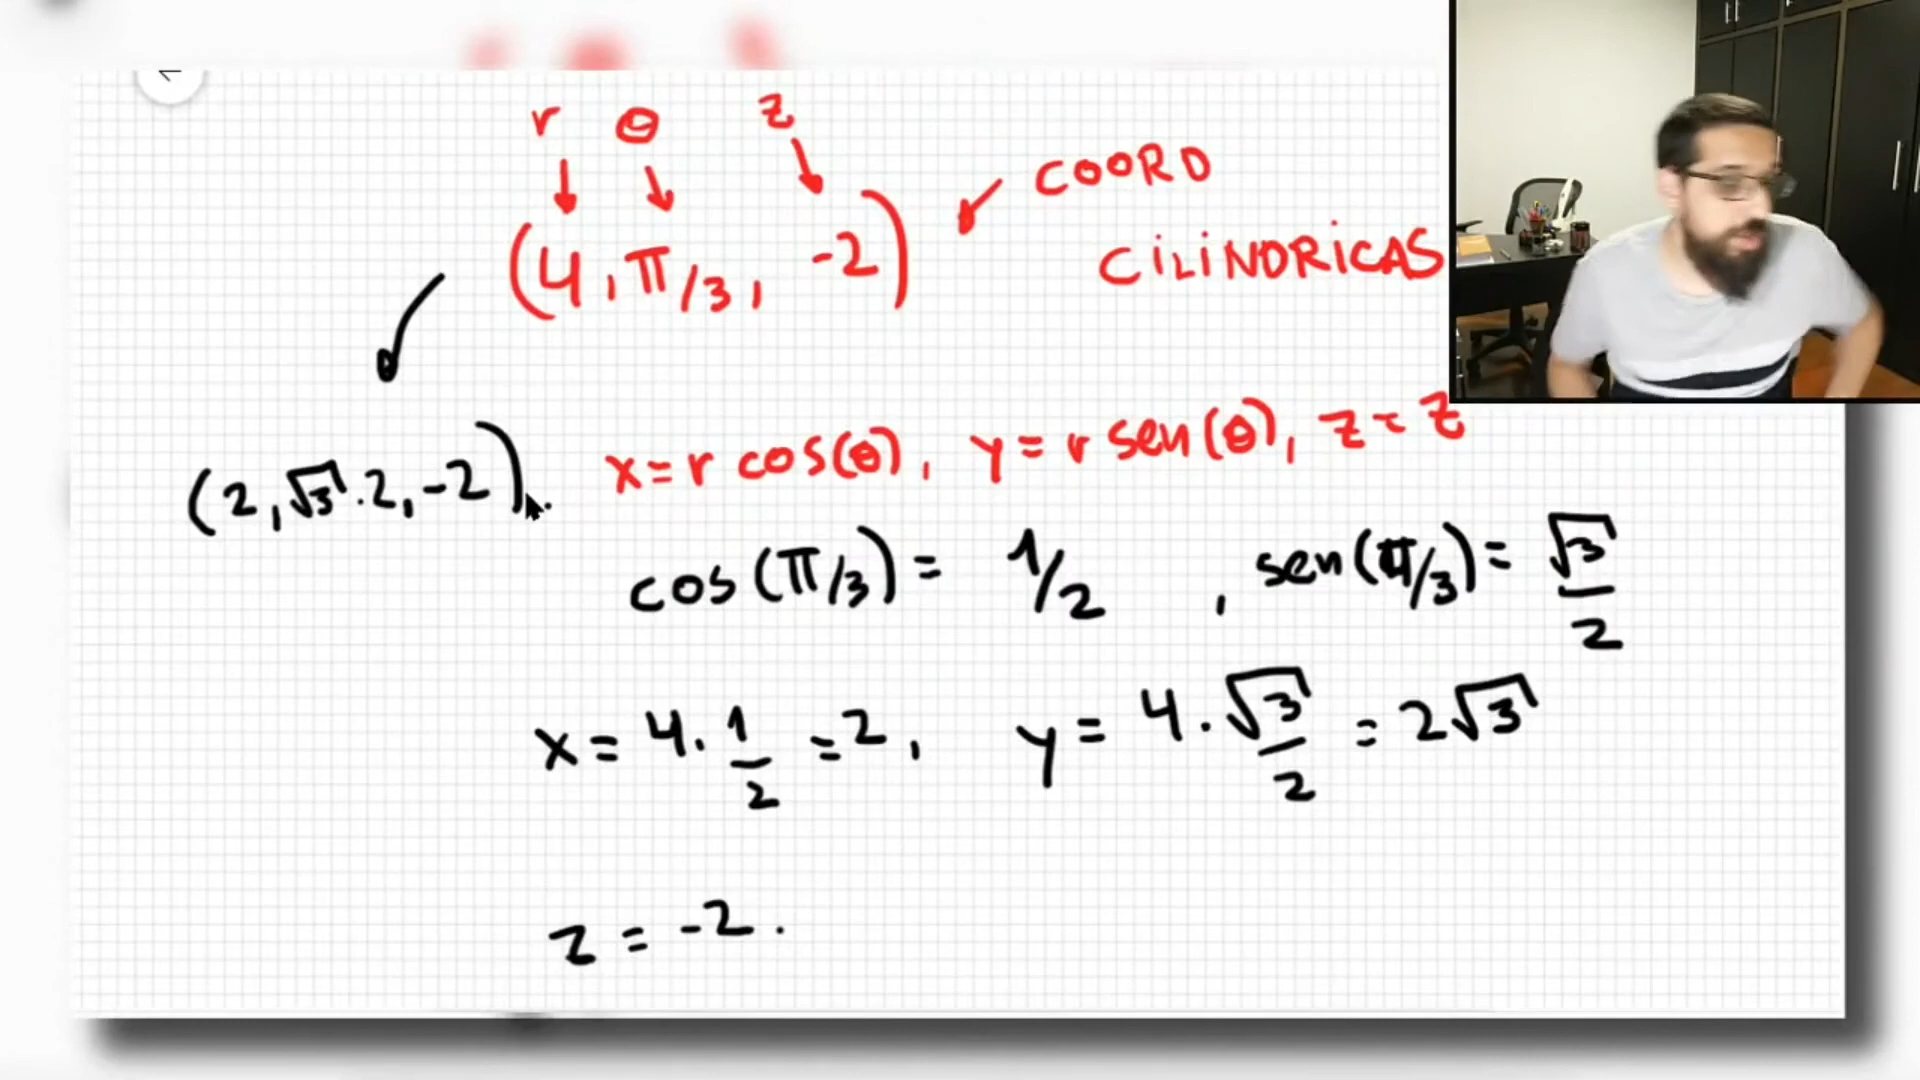 r θ z
(4, π/3, -2)
COORD
CILINDRICAS
x = r cos(θ), y = r sen(θ), z = z
(2, √3 · 2, -2).
cos(π/3) = 1/2, sen(π/3) = √3/2
x = 4 · 1/2 = 2, y = 4 · √3/2 = 2√3
z = -2.